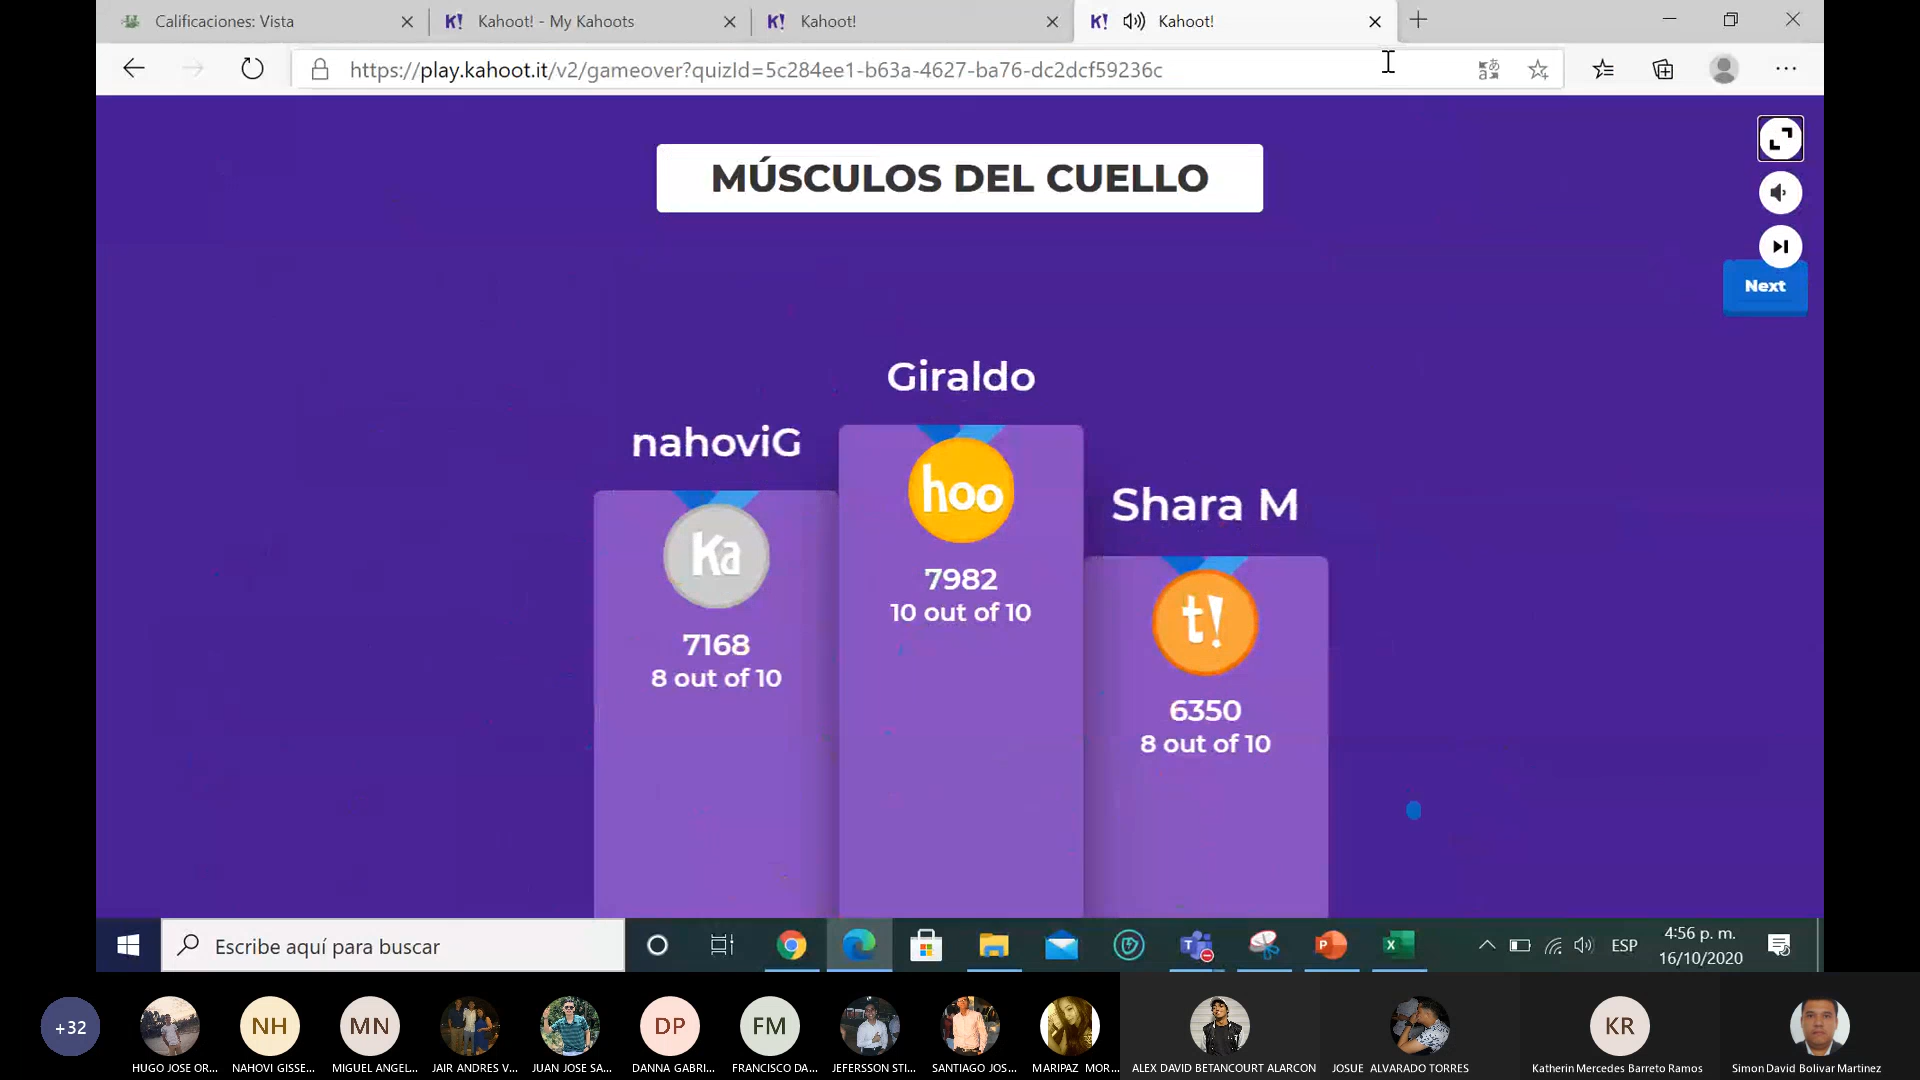 Calificaciones: Vista
K! Kahoot! - My Kahoots
K! Kahoot!
K! Kahoot!
https://play.kahoot.it/v2/gameover?quizId=5c284ee1-b63a-4627-ba76-dc2dcf59236c
MÚSCULOS DEL CUELLO
Next
Giraldo
nahoviG
Shara M
hoo
Ka
t!
7982
10 out of 10
7168
8 out of 10
6350
8 out of 10
Escribe aquí para buscar
ESP
4:56 p. m.
16/10/2020
+32
NH
MN
DP
FM
KR
HUGO JOSE OR...
NAHOVI GISSE...
MIGUEL ANGEL...
JAIR ANDRES V...
JUAN JOSE SA...
DANNA GABRI...
FRANCISCO DA...
JEFERSSON STI...
SANTIAGO JOS...
MARIPAZ MOR...
ALEX DAVID BETANCOURT ALARCON
JOSUE ALVARADO TORRES
Katherin Mercedes Barreto Ramos
Simon David Bolivar Martinez